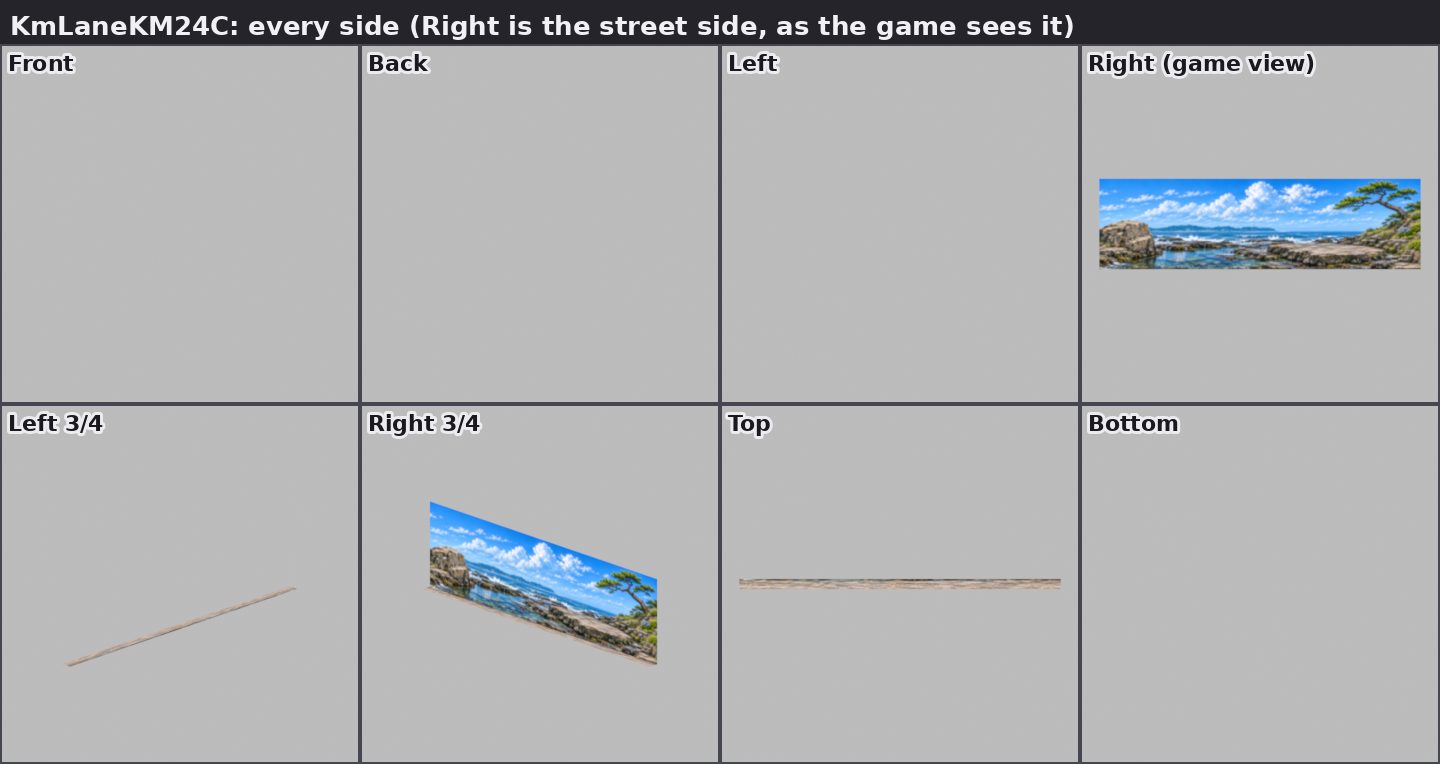 KmLaneKM24C: every side (Right is the street side, as the game sees it)
Front
Back
Left
Right (game view)
Left 3/4
Right 3/4
Top
Bottom